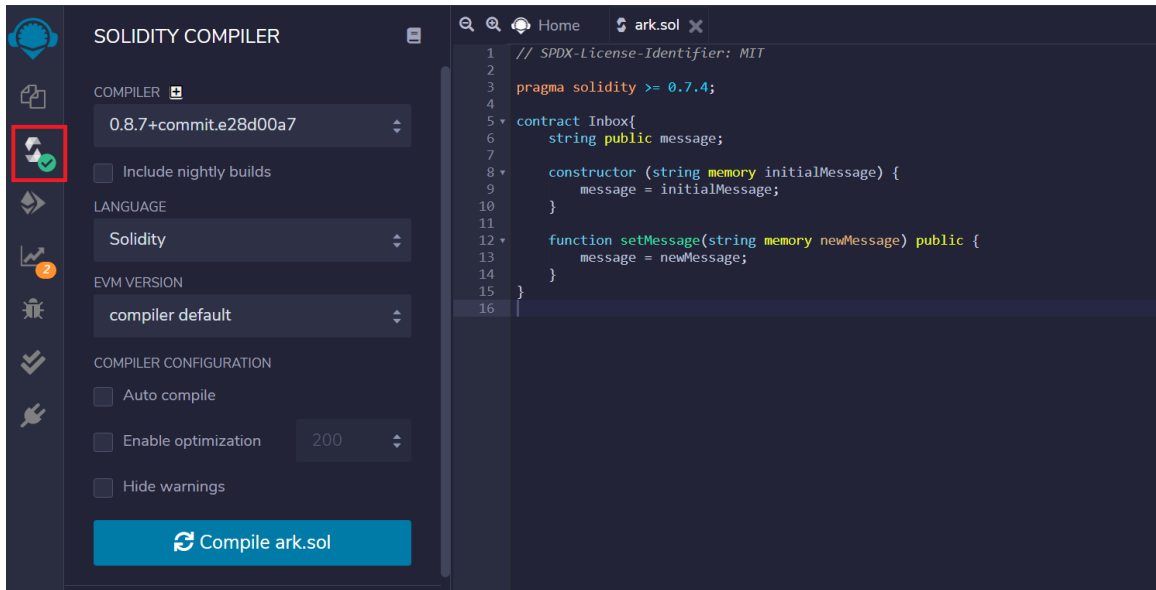 SOLIDITY COMPILER
COMPILER
0.8.7+commit.e28d00a7
Include nightly builds
LANGUAGE
Solidity
EVM VERSION
compiler default
COMPILER CONFIGURATION
Auto compile
Enable optimization 200
Hide warnings
Compile ark.sol
2
Home ark.sol
1 // SPDX-License-Identifier: MIT
2
3 pragma solidity >= 0.7.4;
4
5 contract Inbox{
6 string public message;
7
8 constructor (string memory initialMessage) {
9 message = initialMessage;
10 }
11
12 function setMessage(string memory newMessage) public {
13 message = newMessage;
14 }
15 }
16